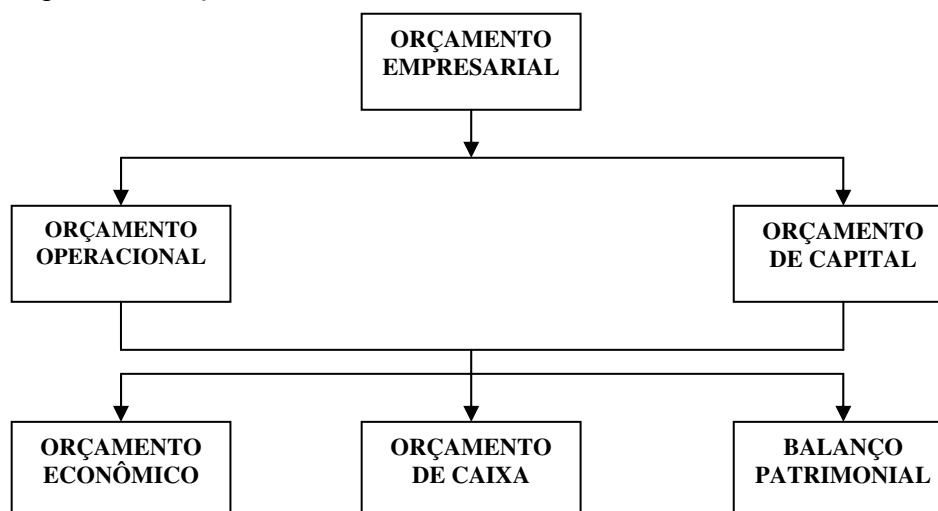 ORÇAMENTO
EMPRESARIAL
ORÇAMENTO
OPERACIONAL
ORÇAMENTO
DE CAPITAL
ORÇAMENTO
ECONÔMICO
ORÇAMENTO
DE CAIXA
BALANÇO
PATRIMONIAL